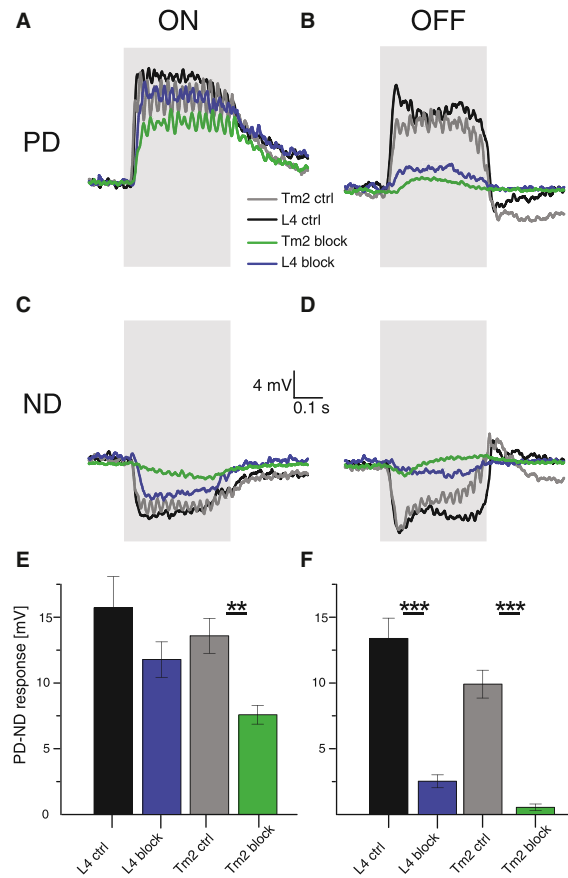 A ON B OFF
PD
Tm2 ctrl
L4 ctrl
Tm2 block
L4 block
C D
ND
4 mV
0.1 s
E F
PD-ND response [mV]
15 15
10 10
5 5
0 0
L4 ctrl L4 block Tm2 ctrl Tm2 block
L4 ctrl L4 block Tm2 ctrl Tm2 block
** *** ***